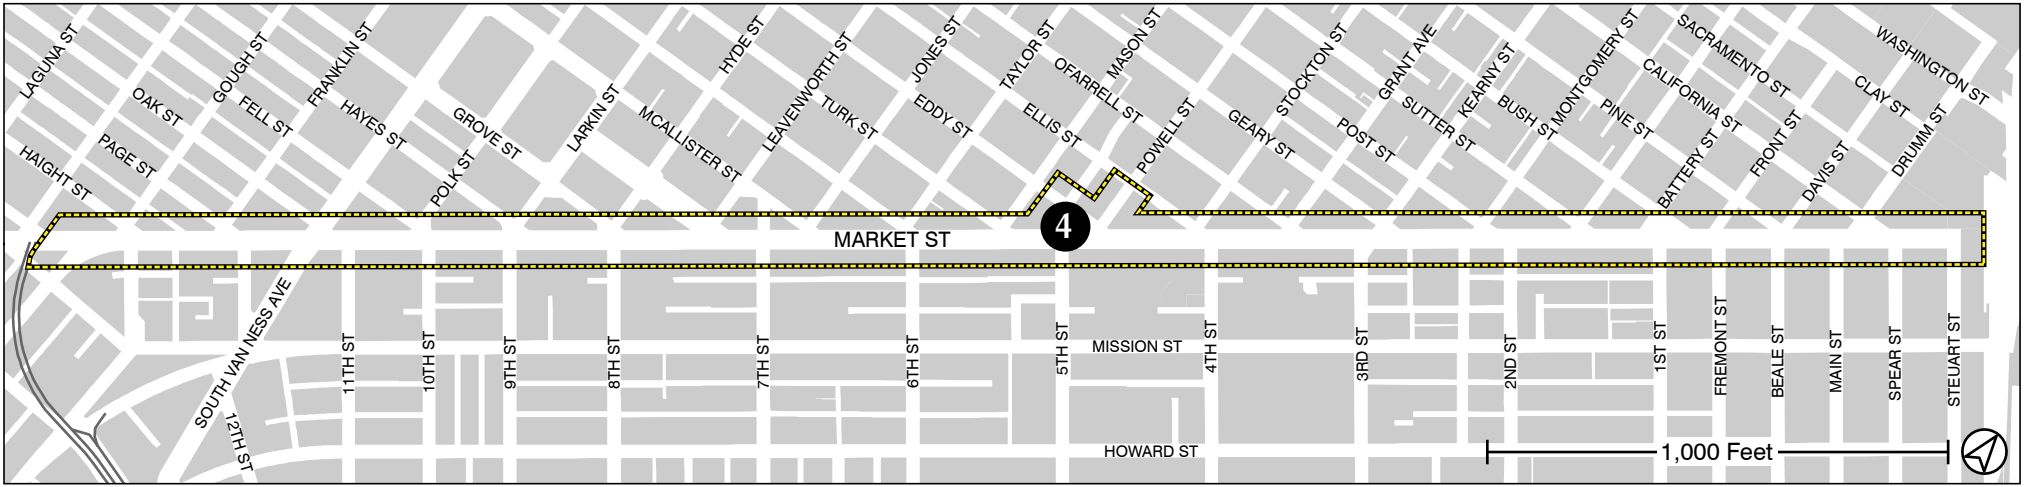 LAGUNA ST
OAK ST
GOUGH ST
FELL ST
FRANKLIN ST
HAYES ST
GROVE ST
LARKIN ST
HYDE ST
MCALLISTER ST
LEAVENWORTH ST
TURK ST
JONES ST
EDDY ST
TAYLOR ST
ELLIS ST
OFARRELL ST
MASON ST
POWELL ST
GEARY ST
STOCKTON ST
POST ST
GRANT AVE
SUTTER ST
KEARNY ST
BUSH ST
MONTGOMERY ST
PINE ST
CALIFORNIA ST
SACRAMENTO ST
BATTERY ST
FRONT ST
DAVIS ST
CLAY ST
DRUMM ST
WASHINGTON ST
HAIGHT ST
PAGE ST
POLK ST
4
MARKET ST
SOUTH VAN NESS AVE
12TH ST
11TH ST
10TH ST
9TH ST
8TH ST
7TH ST
6TH ST
5TH ST
MISSION ST
4TH ST
3RD ST
2ND ST
1ST ST
FREMONT ST
BEALE ST
MAIN ST
SPEAR ST
STEUART ST
HOWARD ST
1,000 Feet